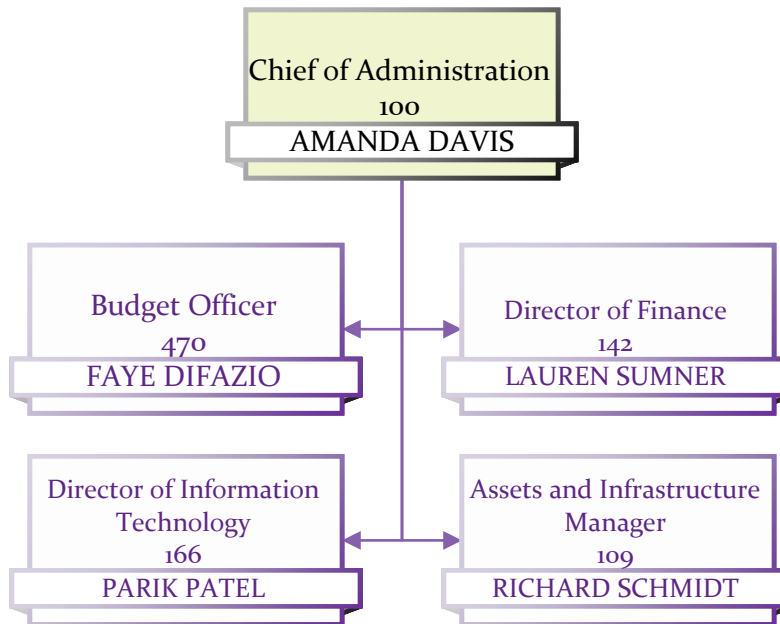 Chief of Administration
100
AMANDA DAVIS
Budget Officer
470
FAYE DIFAZIO
Director of Finance
142
LAUREN SUMNER
Director of Information
Technology
166
PARIK PATEL
Assets and Infrastructure
Manager
109
RICHARD SCHMIDT